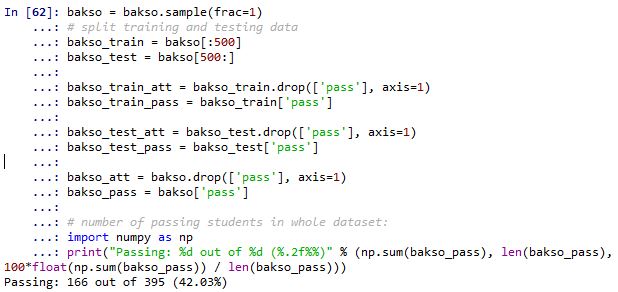 In [62]: bakso = bakso.sample(frac=1)
...: # split training and testing data
...: bakso_train = bakso[:500]
...: bakso_test = bakso[500:]
...:
...: bakso_train_att = bakso_train.drop(['pass'], axis=1)
...: bakso_train_pass = bakso_train['pass']
...:
...: bakso_test_att = bakso_test.drop(['pass'], axis=1)
...: bakso_test_pass = bakso_test['pass']
...:
...: bakso_att = bakso.drop(['pass'], axis=1)
...: bakso_pass = bakso['pass']
...:
...: # number of passing students in whole dataset:
...: import numpy as np
...: print("Passing: %d out of %d (%.2f%%)" % (np.sum(bakso_pass), len(bakso_pass),
100*float(np.sum(bakso_pass)) / len(bakso_pass)))
Passing: 166 out of 395 (42.03%)